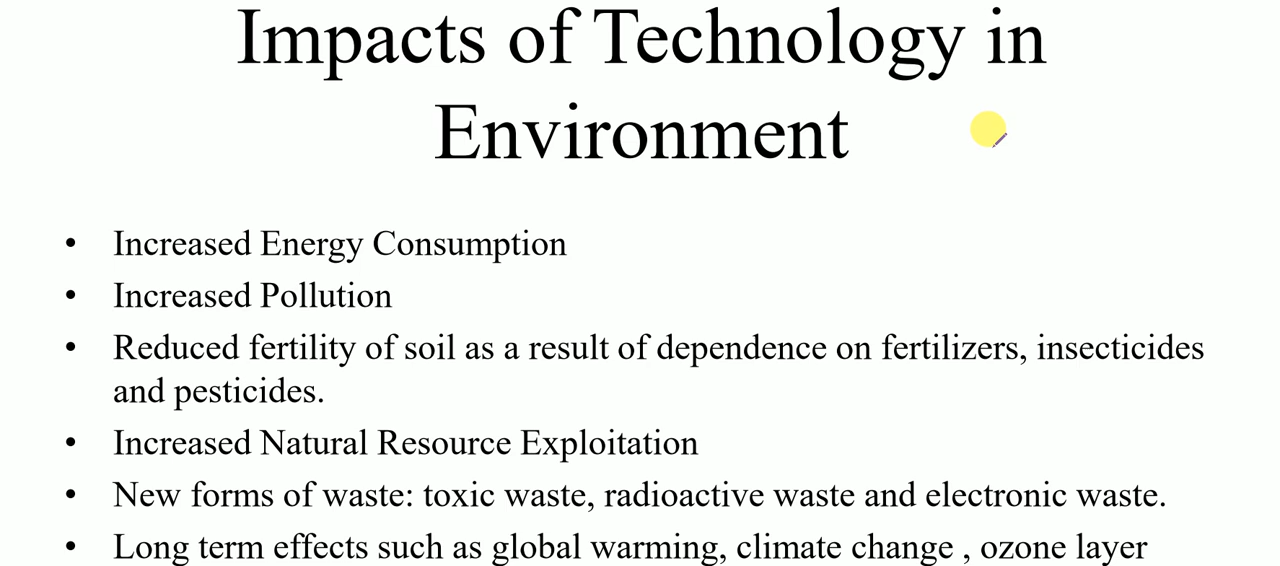 Impacts of Technology in
Environment
• Increased Energy Consumption
• Increased Pollution
• Reduced fertility of soil as a result of dependence on fertilizers, insecticides
and pesticides.
• Increased Natural Resource Exploitation
• New forms of waste: toxic waste, radioactive waste and electronic waste.
• Long term effects such as global warming, climate change , ozone layer